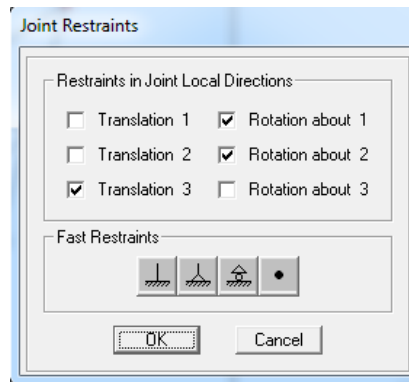 Joint Restraints
Restraints in Joint Local Directions
Translation 1 Rotation about 1
Translation 2 Rotation about 2
Translation 3 Rotation about 3
Fast Restraints
OK Cancel